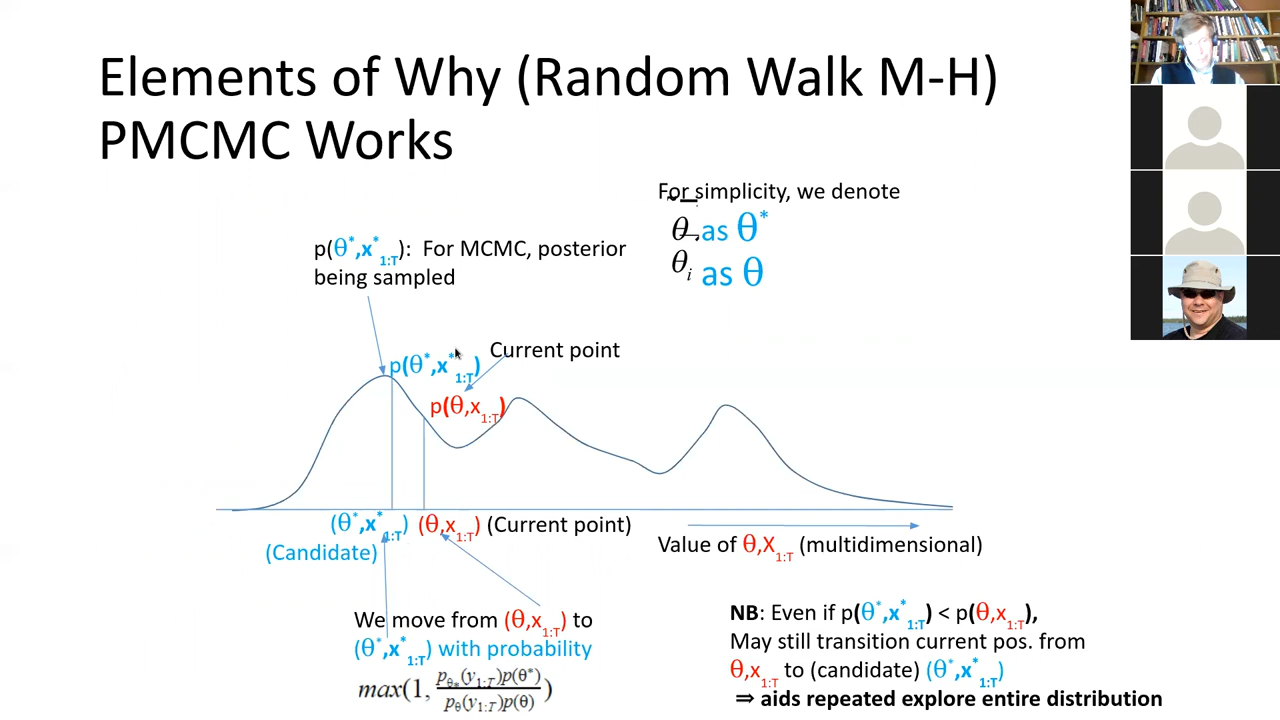 Elements of Why (Random Walk M-H)
PMCMC Works
For simplicity, we denote
θ as θ*
θi as θ
p(θ*,x*1:T): For MCMC, posterior
being sampled
p(θ*,x*1:T)
Current point
p(θ,x1:T)
(θ*,x*1:T) (θ,x1:T) (Current point)
(Candidate)
Value of θ,X1:T (multidimensional)
We move from (θ,x1:T) to
(θ*,x*1:T) with probability
max(1, pθ*(y1:T)p(θ*) / pθ(y1:T)p(θ))
NB: Even if p(θ*,x*1:T) < p(θ,x1:T),
May still transition current pos. from
θ,x1:T to (candidate) (θ*,x*1:T)
⇒ aids repeated explore entire distribution